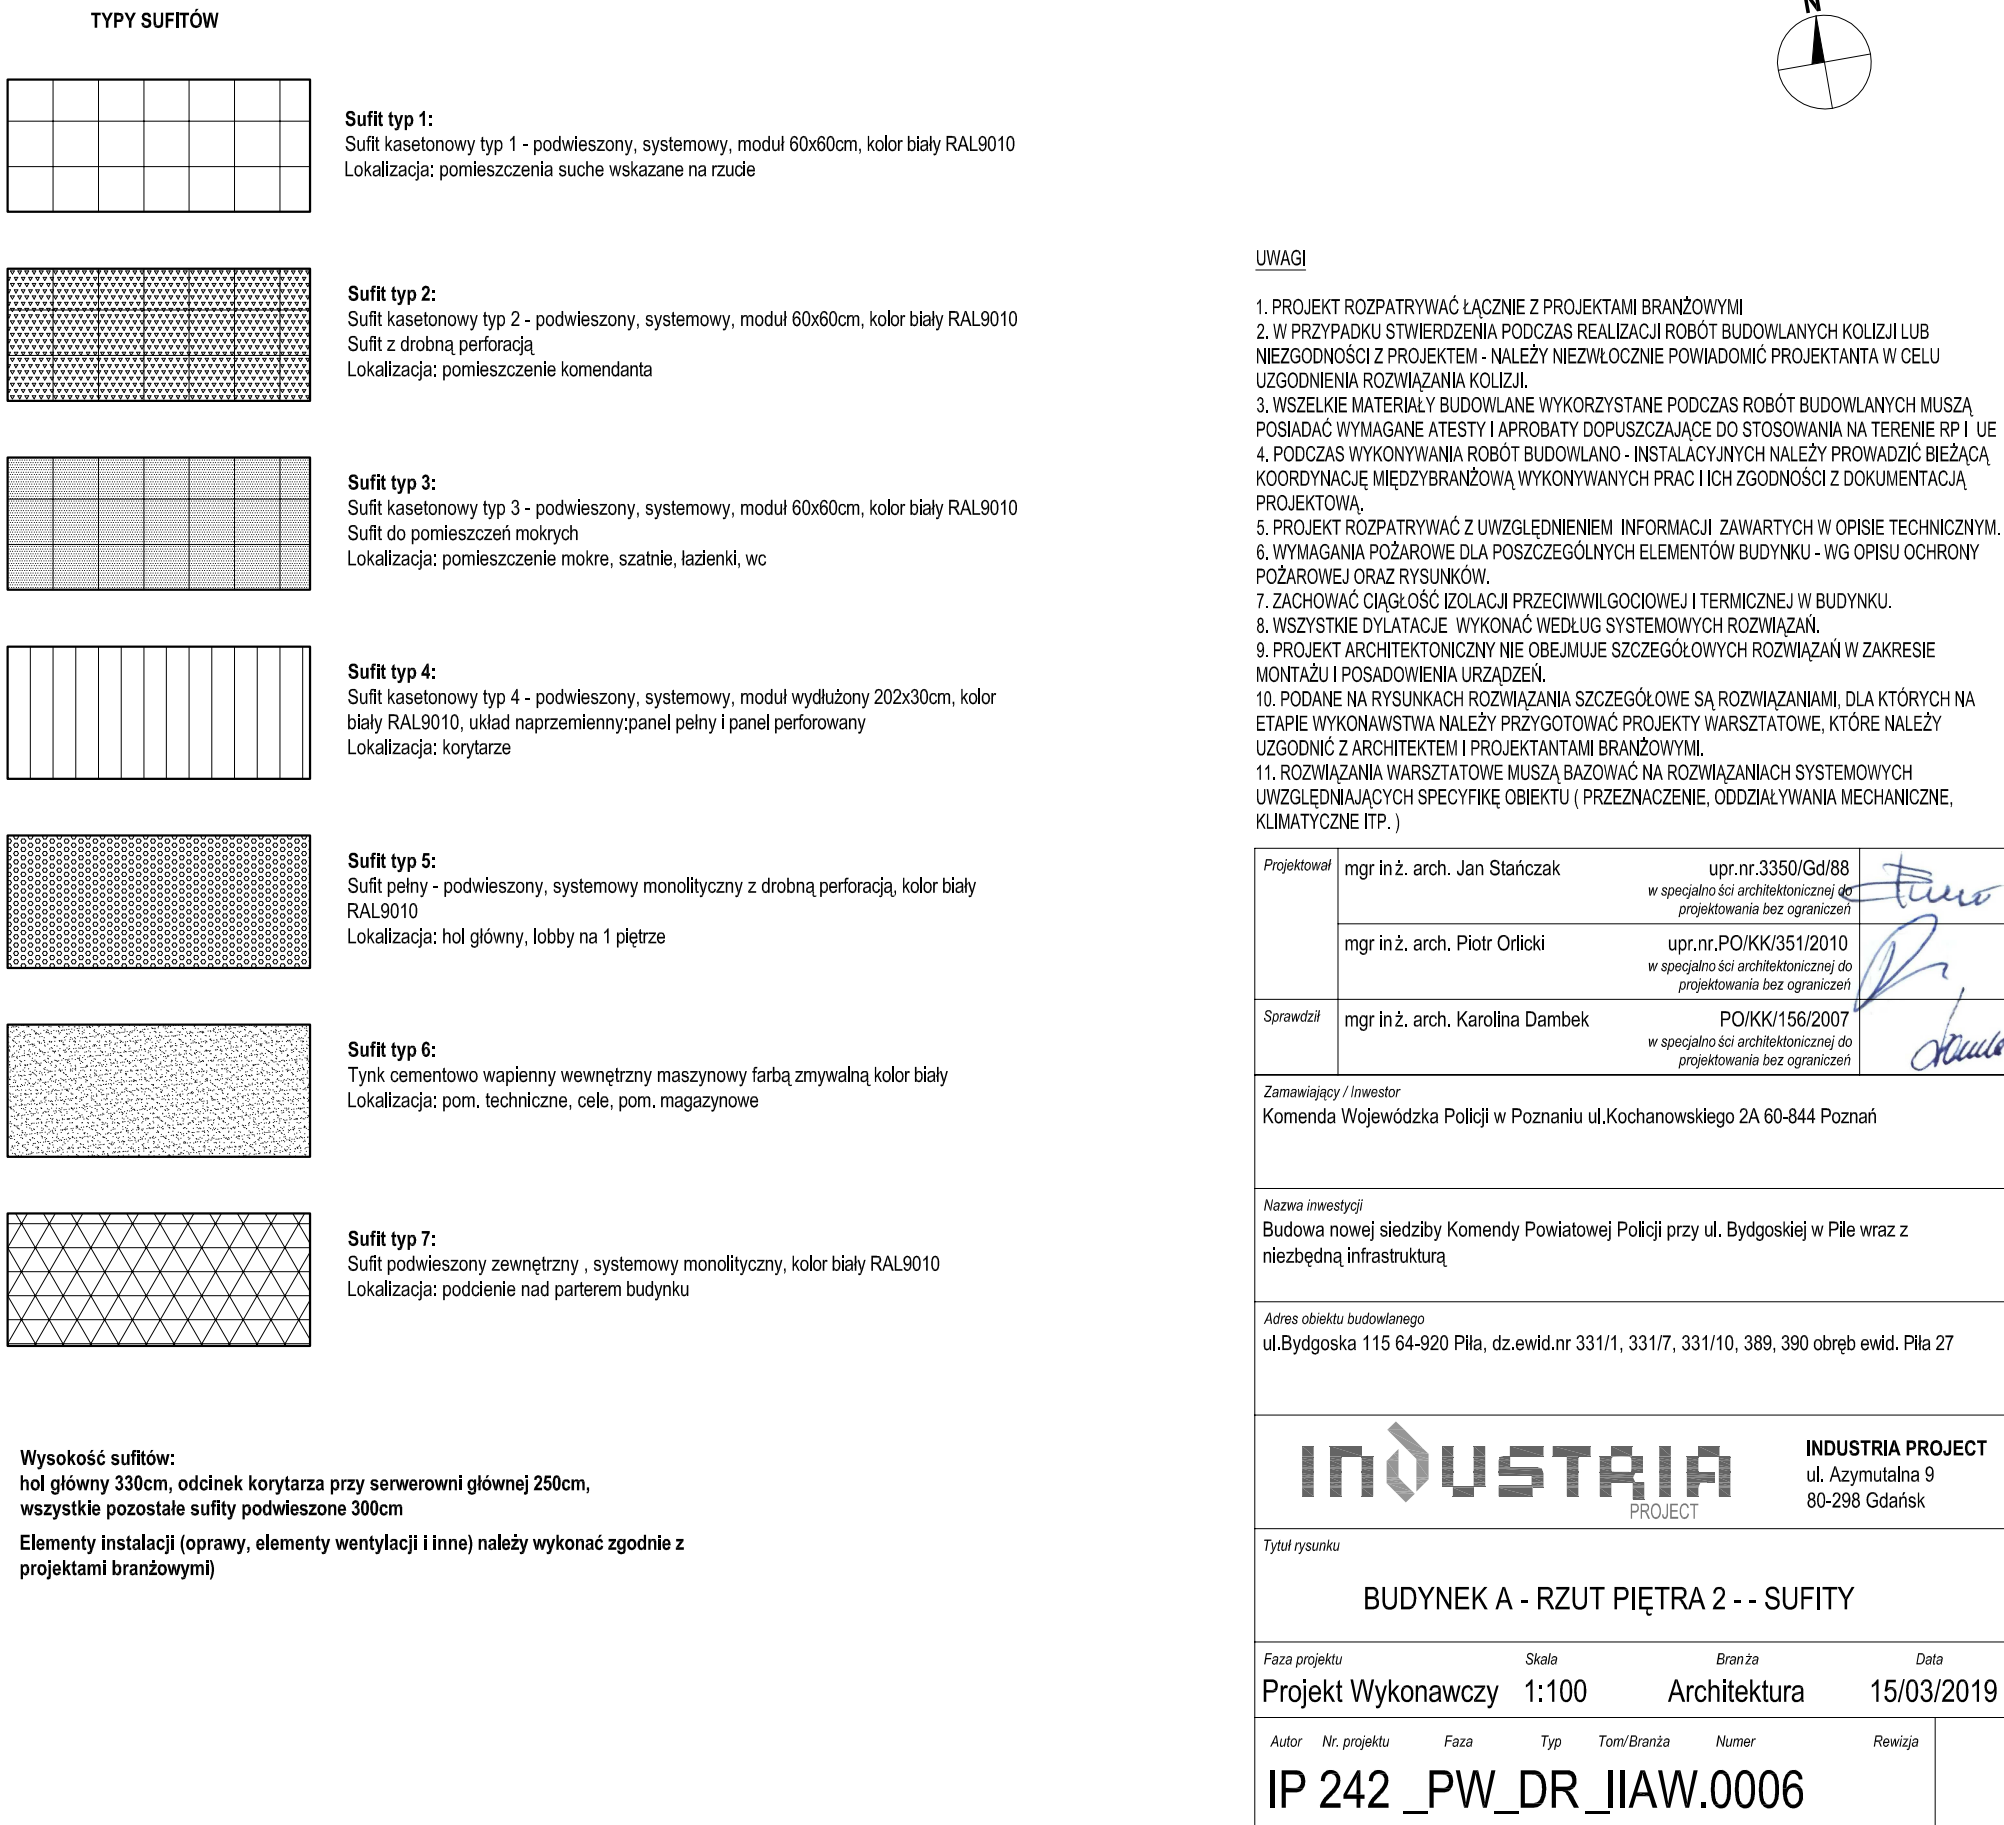 TYPY SUFITÓW
Sufit typ 1:
Sufit kasetonowy typ 1 - podwieszony, systemowy, moduł 60x60cm, kolor biały RAL9010
Lokalizacja: pomieszczenia suche wskazane na rzucie
Sufit typ 2:
Sufit kasetonowy typ 2 - podwieszony, systemowy, moduł 60x60cm, kolor biały RAL9010
Sufit z drobną perforacją
Lokalizacja: pomieszczenie komendanta
Sufit typ 3:
Sufit kasetonowy typ 3 - podwieszony, systemowy, moduł 60x60cm, kolor biały RAL9010
Sufit do pomieszczeń mokrych
Lokalizacja: pomieszczenie mokre, szatnie, łazienki, wc
Sufit typ 4:
Sufit kasetonowy typ 4 - podwieszony, systemowy, moduł wydłużony 202x30cm, kolor
biały RAL9010, układ naprzemienny:panel pełny i panel perforowany
Lokalizacja: korytarze
Sufit typ 5:
Sufit pełny - podwieszony, systemowy monolityczny z drobną perforacją, kolor biały
RAL9010
Lokalizacja: hol główny, lobby na 1 piętrze
Sufit typ 6:
Tynk cementowo wapienny wewnętrzny maszynowy farbą zmywalną kolor biały
Lokalizacja: pom. techniczne, cele, pom. magazynowe
Sufit typ 7:
Sufit podwieszony zewnętrzny , systemowy monolityczny, kolor biały RAL9010
Lokalizacja: podcienie nad parterem budynku
Wysokość sufitów:
hol główny 330cm, odcinek korytarza przy serwerowni głównej 250cm,
wszystkie pozostałe sufity podwieszone 300cm
Elementy instalacji (oprawy, elementy wentylacji i inne) należy wykonać zgodnie z
projektami branżowymi)
N
UWAGI
1. PROJEKT ROZPATRYWAĆ ŁĄCZNIE Z PROJEKTAMI BRANŻOWYMI
2. W PRZYPADKU STWIERDZENIA PODCZAS REALIZACJI ROBÓT BUDOWLANYCH KOLIZJI LUB
NIEZGODNOŚCI Z PROJEKTEM - NALEŻY NIEZWŁOCZNIE POWIADOMIĆ PROJEKTANTA W CELU
UZGODNIENIA ROZWIĄZANIA KOLIZJI.
3. WSZELKIE MATERIAŁY BUDOWLANE WYKORZYSTANE PODCZAS ROBÓT BUDOWLANYCH MUSZĄ
POSIADAĆ WYMAGANE ATESTY I APROBATY DOPUSZCZAJĄCE DO STOSOWANIA NA TERENIE RP I UE
4. PODCZAS WYKONYWANIA ROBÓT BUDOWLANO - INSTALACYJNYCH NALEŻY PROWADZIĆ BIEŻĄCĄ
KOORDYNACJĘ MIĘDZYBRANŻOWĄ WYKONYWANYCH PRAC I ICH ZGODNOŚCI Z DOKUMENTACJĄ
PROJEKTOWĄ.
5. PROJEKT ROZPATRYWAĆ Z UWZGLĘDNIENIEM INFORMACJI ZAWARTYCH W OPISIE TECHNICZNYM.
6. WYMAGANIA POŻAROWE DLA POSZCZEGÓLNYCH ELEMENTÓW BUDYNKU - WG OPISU OCHRONY
POŻAROWEJ ORAZ RYSUNKÓW.
7. ZACHOWAĆ CIĄGŁOŚĆ IZOLACJI PRZECIWWILGOCIOWEJ I TERMICZNEJ W BUDYNKU.
8. WSZYSTKIE DYLATACJE WYKONAĆ WEDŁUG SYSTEMOWYCH ROZWIĄZAŃ.
9. PROJEKT ARCHITEKTONICZNY NIE OBEJMUJE SZCZEGÓŁOWYCH ROZWIĄZAŃ W ZAKRESIE
MONTAŻU I POSADOWIENIA URZĄDZEŃ.
10. PODANE NA RYSUNKACH ROZWIĄZANIA SZCZEGÓŁOWE SĄ ROZWIĄZANIAMI, DLA KTÓRYCH NA
ETAPIE WYKONAWSTWA NALEŻY PRZYGOTOWAĆ PROJEKTY WARSZTATOWE, KTÓRE NALEŻY
UZGODNIĆ Z ARCHITEKTEM I PROJEKTANTAMI BRANŻOWYMI.
11. ROZWIĄZANIA WARSZTATOWE MUSZĄ BAZOWAĆ NA ROZWIĄZANIACH SYSTEMOWYCH
UWZGLĘDNIAJĄCYCH SPECYFIKĘ OBIEKTU ( PRZEZNACZENIE, ODDZIAŁYWANIA MECHANICZNE,
KLIMATYCZNE ITP. )
Projektował mgr inż. arch. Jan Stańczak upr.nr.3350/Gd/88
w specjalności architektonicznej do
projektowania bez ograniczeń
mgr inż. arch. Piotr Orlicki upr.nr.PO/KK/351/2010
w specjalności architektonicznej do
projektowania bez ograniczeń
Sprawdził mgr inż. arch. Karolina Dambek PO/KK/156/2007
w specjalności architektonicznej do
projektowania bez ograniczeń
Zamawiający / Inwestor
Komenda Wojewódzka Policji w Poznaniu ul.Kochanowskiego 2A 60-844 Poznań
Nazwa inwestycji
Budowa nowej siedziby Komendy Powiatowej Policji przy ul. Bydgoskiej w Pile wraz z
niezbędną infrastrukturą
Adres obiektu budowlanego
ul.Bydgoska 115 64-920 Piła, dz.ewid.nr 331/1, 331/7, 331/10, 389, 390 obręb ewid. Piła 27
INDUSTRIA
PROJECT
INDUSTRIA PROJECT
ul. Azymutalna 9
80-298 Gdańsk
Tytuł rysunku
BUDYNEK A - RZUT PIĘTRA 2 - - SUFITY
Faza projektu Skala Branża Data
Projekt Wykonawczy 1:100 Architektura 15/03/2019
Autor Nr. projektu Faza Typ Tom/Branża Numer Rewizja
IP 242 _PW_DR_IIAW.0006